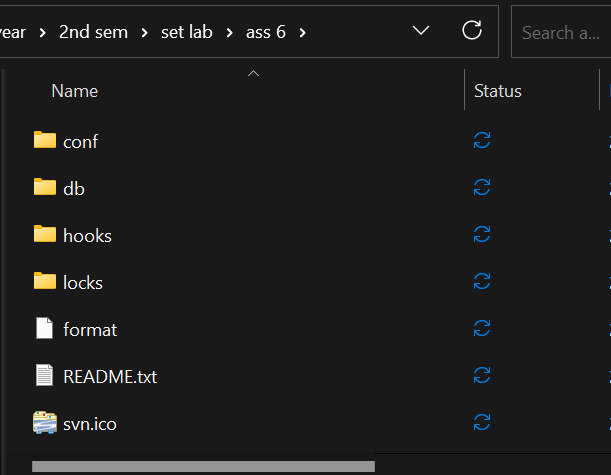 year > 2nd sem > set lab > ass 6 >
Search a...
Name Status
conf
db
hooks
locks
format
README.txt
svn.ico